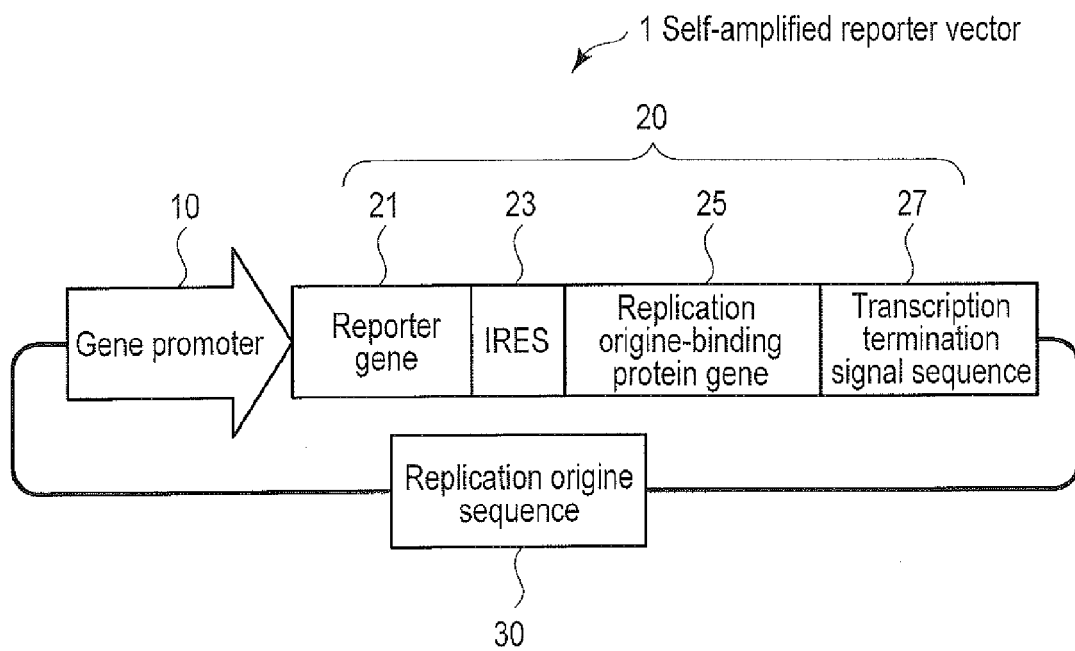 1 Self-amplified reporter vector
20
21
23
25
27
10
Gene promoter
Reporter
gene
IRES
Replication
origine-binding
protein gene
Transcription
termination
signal sequence
Replication origine
sequence
30